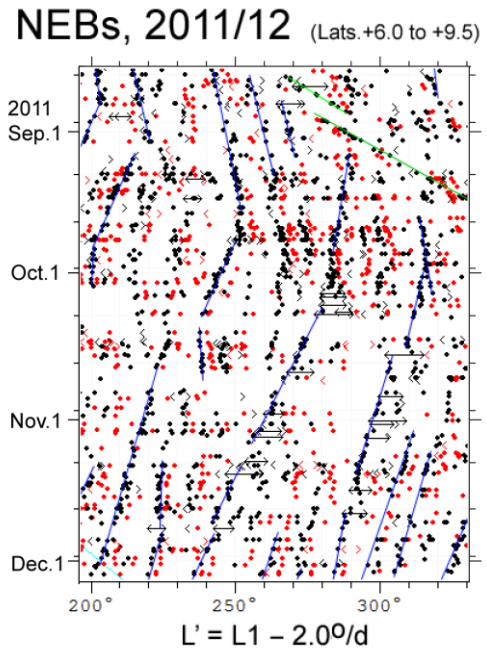 NEBs, 2011/12 (Lats.+6.0 to +9.5)
2011
Sep.1
Oct.1
Nov.1
Dec.1
200° 250° 300°
L' = L1 – 2.0º/d